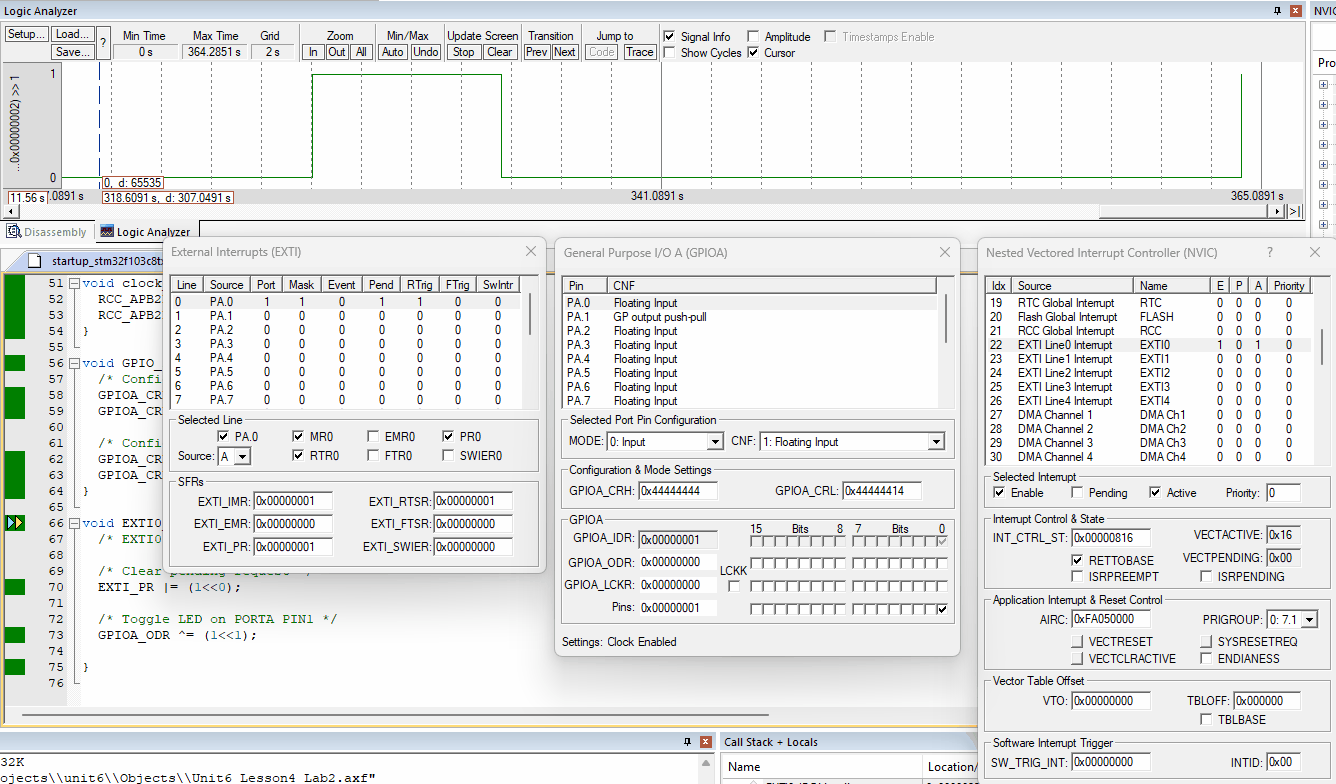 Logic Analyzer
NVIC
Setup... Load... Save... ? Min Time 0 s Max Time 364.2851 s Grid 2 s Zoom In Out All Min/Max Auto Undo Update Screen Stop Clear Transition Prev Next Jump to Code Trace Signal Info Show Cycles Amplitude Cursor Timestamps Enable
Pro
...0x00000002) >> 1
1
0
0, d: 65535
11.56 s .0891 s 318.6091 s, d: 307.0491 s 341.0891 s 365.0891 s
Disassembly Logic Analyzer
startup_stm32f103c8t
51 void clock_
52 RCC_APB2
53 RCC_APB2
54 }
55
56 void GPIO_
57 /* Confi
58 GPIOA_CR
59 GPIOA_CR
60
61 /* Confi
62 GPIOA_CR
63 GPIOA_CR
64 }
65
66 void EXTI0
67 /* EXTI0
68
69 /* Clear pending request */
70 EXTI_PR |= (1<<0);
71
72 /* Toggle LED on PORTA PIN1 */
73 GPIOA_ODR ^= (1<<1);
74
75 }
76
External Interrupts (EXTI)
Line Source Port Mask Event Pend RTrig FTrig SwIntr
0 PA.0 1 1 0 1 1 0 0
1 PA.1 0 0 0 0 0 0 0
2 PA.2 0 0 0 0 0 0 0
3 PA.3 0 0 0 0 0 0 0
4 PA.4 0 0 0 0 0 0 0
5 PA.5 0 0 0 0 0 0 0
6 PA.6 0 0 0 0 0 0 0
7 PA.7 0 0 0 0 0 0 0
Selected Line
PA.0 MR0 EMR0 PR0
Source: A RTR0 FTR0 SWIER0
SFRs
EXTI_IMR: 0x00000001 EXTI_RTSR: 0x00000001
EXTI_EMR: 0x00000000 EXTI_FTSR: 0x00000000
EXTI_PR: 0x00000001 EXTI_SWIER: 0x00000000
General Purpose I/O A (GPIOA)
Pin CNF
PA.0 Floating Input
PA.1 GP output push-pull
PA.2 Floating Input
PA.3 Floating Input
PA.4 Floating Input
PA.5 Floating Input
PA.6 Floating Input
PA.7 Floating Input
Selected Port Pin Configuration
MODE: 0: Input CNF: 1: Floating Input
Configuration & Mode Settings
GPIOA_CRH: 0x44444444 GPIOA_CRL: 0x44444414
GPIOA
15 Bits 8 7 Bits 0
GPIOA_IDR: 0x00000001
GPIOA_ODR: 0x00000000
LCKK
GPIOA_LCKR: 0x00000000
Pins: 0x00000001
Settings: Clock Enabled
Nested Vectored Interrupt Controller (NVIC) ?
Idx Source Name E P A Priority
19 RTC Global Interrupt RTC 0 0 0 0
20 Flash Global Interrupt FLASH 0 0 0 0
21 RCC Global Interrupt RCC 0 0 0 0
22 EXTI Line0 Interrupt EXTI0 1 0 1 0
23 EXTI Line1 Interrupt EXTI1 0 0 0 0
24 EXTI Line2 Interrupt EXTI2 0 0 0 0
25 EXTI Line3 Interrupt EXTI3 0 0 0 0
26 EXTI Line4 Interrupt EXTI4 0 0 0 0
27 DMA Channel 1 DMA Ch1 0 0 0 0
28 DMA Channel 2 DMA Ch2 0 0 0 0
29 DMA Channel 3 DMA Ch3 0 0 0 0
30 DMA Channel 4 DMA Ch4 0 0 0 0
Selected Interrupt
Enable Pending Active Priority: 0
Interrupt Control & State
INT_CTRL_ST: 0x00000816 VECTACTIVE: 0x16
RETTOBASE VECTPENDING: 0x00
ISRPREEMPT ISRPENDING
Application Interrupt & Reset Control
AIRC: 0xFA050000 PRIGROUP: 0: 7.1
VECTRESET SYSRESETREQ
VECTCLRACTIVE ENDIANESS
Vector Table Offset
VTO: 0x00000000 TBLOFF: 0x000000
TBLBASE
Software Interrupt Trigger
SW_TRIG_INT: 0x00000000 INTID: 0x00
32K
ojects\\unit6\\Objects\\Unit6_Lesson4_Lab2.axf"
Call Stack + Locals
Name Location/